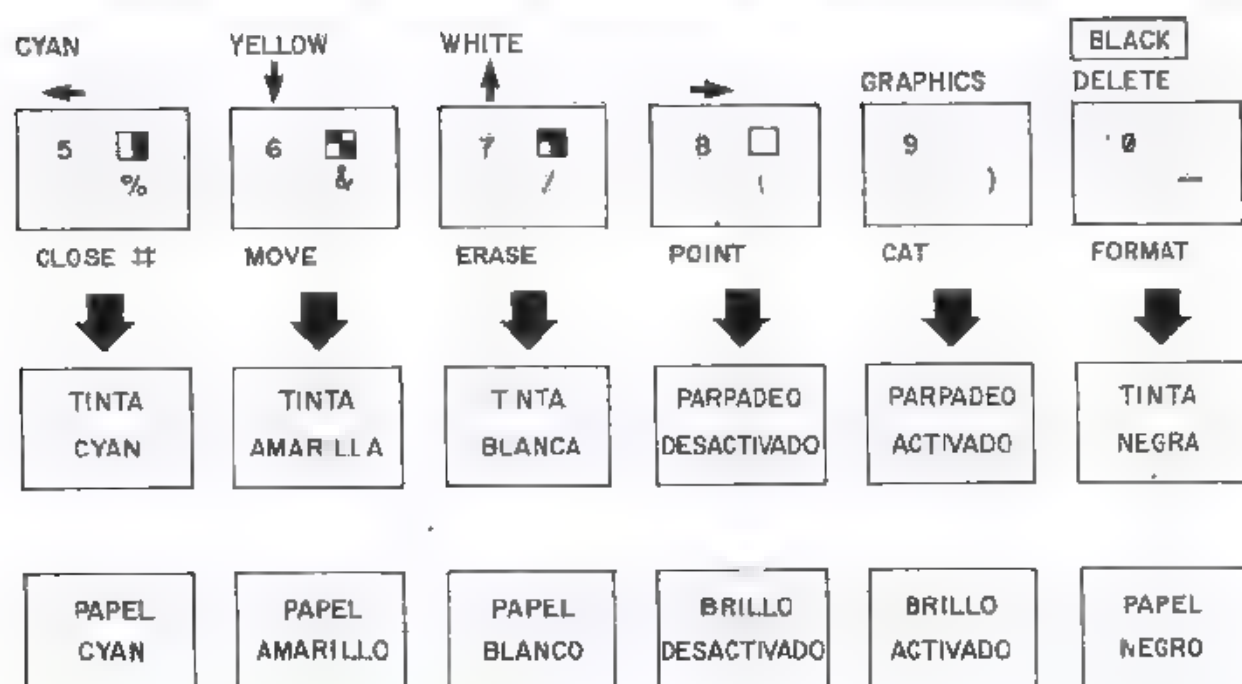 CYAN YELLOW WHITE BLACK
GRAPHICS DELETE
5 6 7 8 9 0
% & / ( ) —
CLOSE # MOVE ERASE POINT CAT FORMAT
TINTA TINTA TINTA PARPADEO PARPADEO TINTA
CYAN AMARILLA BLANCA DESACTIVADO ACTIVADO NEGRA
PAPEL PAPEL PAPEL BRILLO BRILLO PAPEL
CYAN AMARILLO BLANCO DESACTIVADO ACTIVADO NEGRO